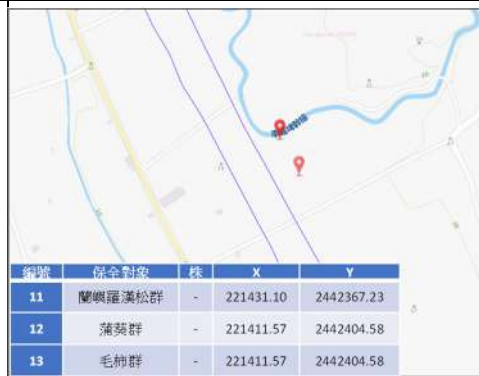 編號 保全對象 株 X Y
11 蘭嶼羅漢松群 - 221431.10 2442367.23
12 蒲葵群 - 221411.57 2442404.58
13 毛柿群 - 221411.57 2442404.58